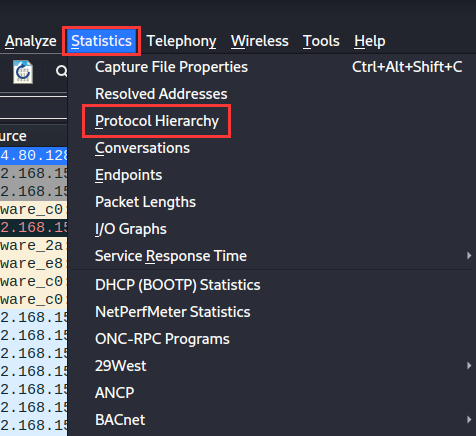 Analyze Statistics Telephony Wireless Tools Help
Capture File Properties Ctrl+Alt+Shift+C
Resolved Addresses
urce
Protocol Hierarchy
4.80.128
Conversations
2.168.15
Endpoints
2.168.15
Packet Lengths
ware_c0:
I/O Graphs
2.168.15
ware_2a:
Service Response Time
ware_e8:
ware_c0:
DHCP (BOOTP) Statistics
ware_c0:
NetPerfMeter Statistics
2.168.15
ONC-RPC Programs
2.168.15
2.168.15
29West
2.168.15
ANCP
2.168.15
2.168.15
BACnet
2.168.15